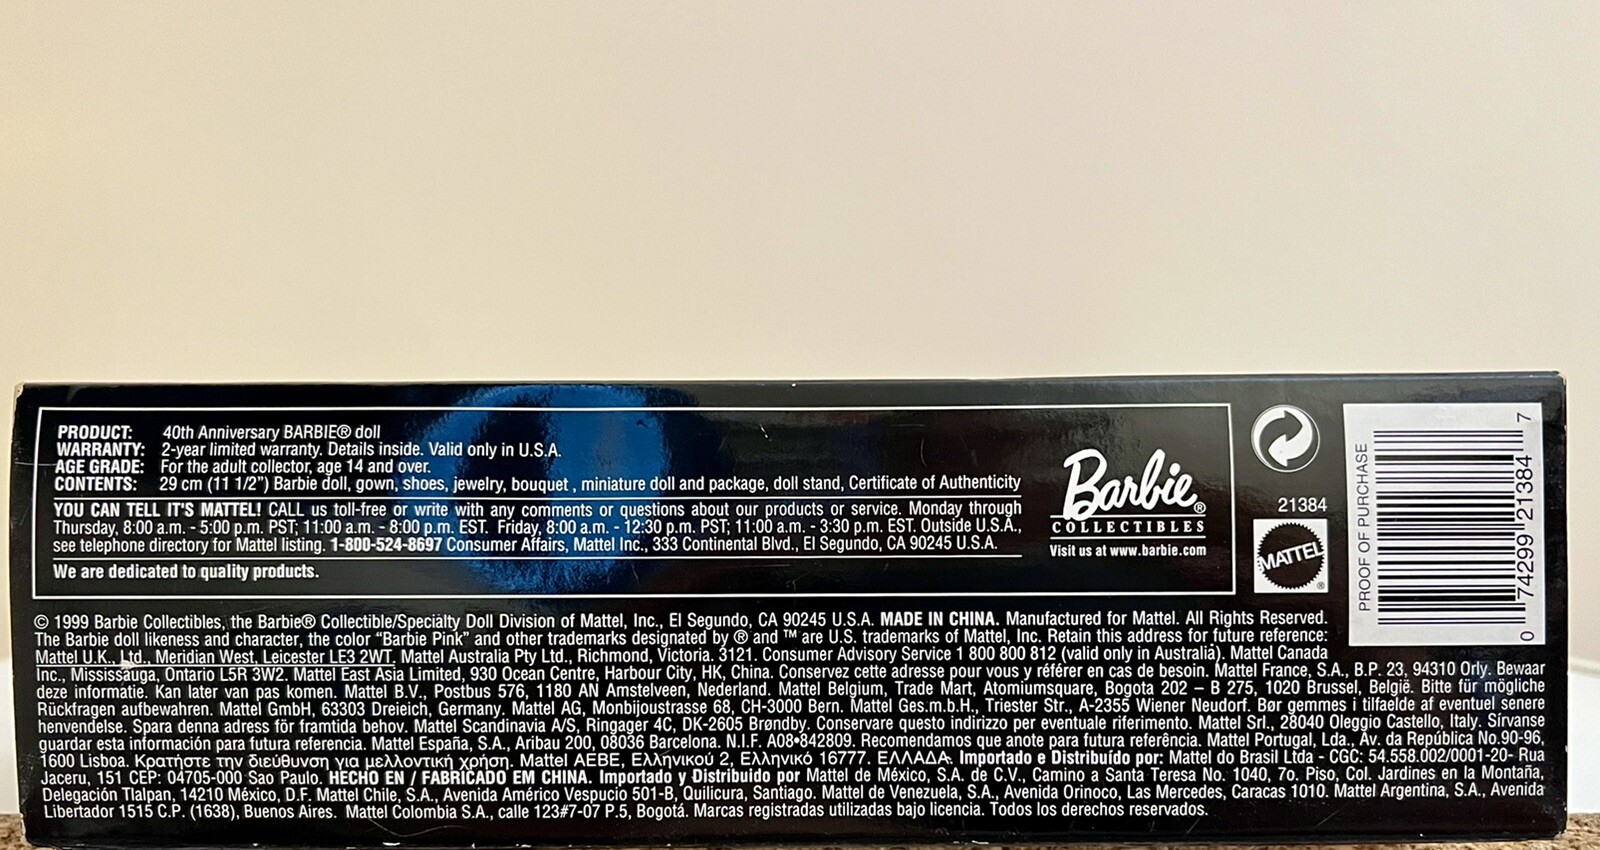 PRODUCT: 40th Anniversary BARBIE® doll
WARRANTY: 2-year limited warranty. Details inside. Valid only in U.S.A.
AGE GRADE: For the adult collector, age 14 and over.
CONTENTS: 29 cm (11 1/2") Barbie doll, gown, shoes, jewelry, bouquet , miniature doll and package, doll stand, Certificate of Authenticity
YOU CAN TELL IT'S MATTEL! CALL us toll-free or write with any comments or questions about our products or service. Monday through
Thursday, 8:00 a.m. - 5:00 p.m. PST; 11:00 a.m. - 8:00 p.m. EST. Friday, 8:00 a.m. - 12:30 p.m. PST; 11:00 a.m. - 3:30 p.m. EST. Outside U.S.A.,
see telephone directory for Mattel listing. 1-800-524-8697 Consumer Affairs, Mattel Inc., 333 Continental Blvd., El Segundo, CA 90245 U.S.A.
We are dedicated to quality products.
Barbie®
COLLECTIBLES
Visit us at www.barbie.com
21384
MATTEL®
PROOF OF PURCHASE
0 74299 21384 7
© 1999 Barbie Collectibles, the Barbie® Collectible/Specialty Doll Division of Mattel, Inc., El Segundo, CA 90245 U.S.A. MADE IN CHINA. Manufactured for Mattel. All Rights Reserved.
The Barbie doll likeness and character, the color “Barbie Pink” and other trademarks designated by ® and ™ are U.S. trademarks of Mattel, Inc. Retain this address for future reference:
Mattel U.K., Ltd., Meridian West, Leicester LE3 2WT. Mattel Australia Pty Ltd., Richmond, Victoria. 3121. Consumer Advisory Service 1 800 800 812 (valid only in Australia). Mattel Canada
Inc., Mississauga, Ontario L5R 3W2. Mattel East Asia Limited, 930 Ocean Centre, Harbour City, HK, China. Conservez cette adresse pour vous y référer en cas de besoin. Mattel France, S.A., B.P. 23, 94310 Orly. Bewaar
deze informatie. Kan later van pas komen. Mattel B.V., Postbus 576, 1180 AN Amstelveen, Nederland. Mattel Belgium, Trade Mart, Atomiumsquare, Bogota 202 – B 275, 1020 Brussel, België. Bitte für mögliche
Rückfragen aufbewahren. Mattel GmbH, 63303 Dreieich, Germany. Mattel AG, Monbijoustrasse 68, CH-3000 Bern. Mattel Ges.m.b.H., Triester Str., A-2355 Wiener Neudorf. Bør gemmes i tilfælde af eventuel senere
henvendelse. Spara denna adress för framtida behov. Mattel Scandinavia A/S, Ringager 4C, DK-2605 Brøndby. Conservare questo indirizzo per eventuale riferimento. Mattel Srl., 28040 Oleggio Castello, Italy. Sírvanse
guardar esta información para futura referencia. Mattel España, S.A., Aribau 200, 08036 Barcelona. N.I.F. A08•842809. Recomendamos que anote para futura referência. Mattel Portugal, Lda., Av. da República No.90-96,
1600 Lisboa. Κρατήστε την διεύθυνση για μελλοντική χρήση. Mattel AEBE, Ελληνικού 2, Ελληνικό 16777. ΕΛΛΑΔΑ. Importado e Distribuído por: Mattel do Brasil Ltda - CGC: 54.558.002/0001-20- Rua
Jaceru, 151 CEP: 04705-000 Sao Paulo. HECHO EN / FABRICADO EM CHINA. Importado y Distribuido por Mattel de México, S.A. de C.V., Camino a Santa Teresa No. 1040, 7o. Piso, Col. Jardines en la Montaña,
Delegación Tlalpan, 14210 México, D.F. Mattel Chile, S.A., Avenida Américo Vespucio 501-B, Quilicura, Santiago. Mattel de Venezuela, S.A., Avenida Orinoco, Las Mercedes, Caracas 1010. Mattel Argentina, S.A., Avenida
Libertador 1515 C.P. (1638), Buenos Aires. Mattel Colombia S.A., calle 123#7-07 P.5, Bogotá. Marcas registradas utilizadas bajo licencia. Todos los derechos reservados.